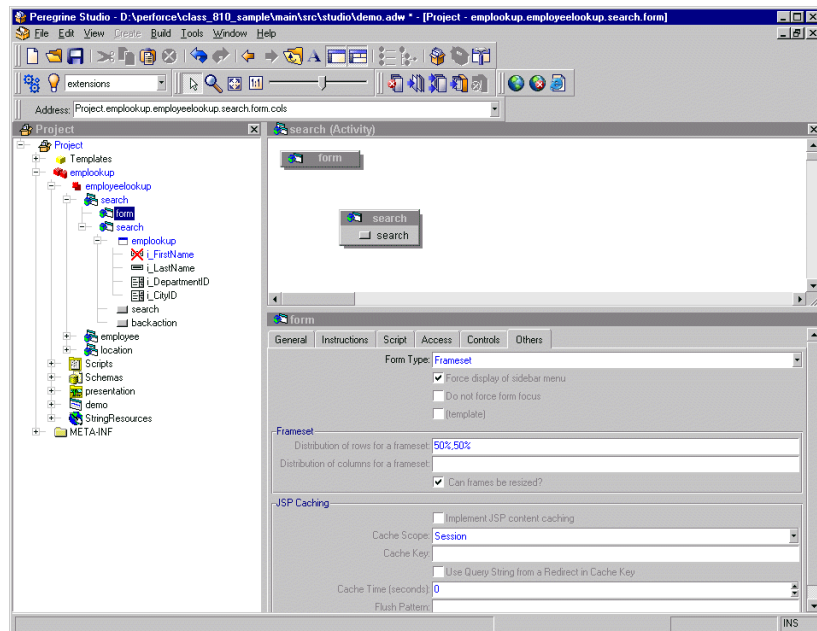 Peregrine Studio - D:\perforce\class_810_sample\main\src\studio\demo.adw * - [Project - emplookup.employeelookup.search.form]
File Edit View Create Build Tools Window Help
extensions
Address: Project.emplookup.employeelookup.search.form.cols
Project
search (Activity)
Project
Templates
emplookup
employeelookup
search
form
search
emplookup
i_FirstName
i_LastName
i_DepartmentID
i_CityID
search
backaction
employee
location
Scripts
Schemas
presentation
demo
StringResources
META-INF
form
search
search
form
General Instructions Script Access Controls Others
Form Type: Frameset
Force display of sidebar menu
Do not force form focus
(template)
Frameset
Distribution of rows for a frameset: 50%,50%
Distribution of columns for a frameset:
Can frames be resized?
JSP Caching
Implement JSP content caching
Cache Scope: Session
Cache Key:
Use Query String from a Redirect in Cache Key
Cache Time (seconds): 0
Flush Pattern:
INS